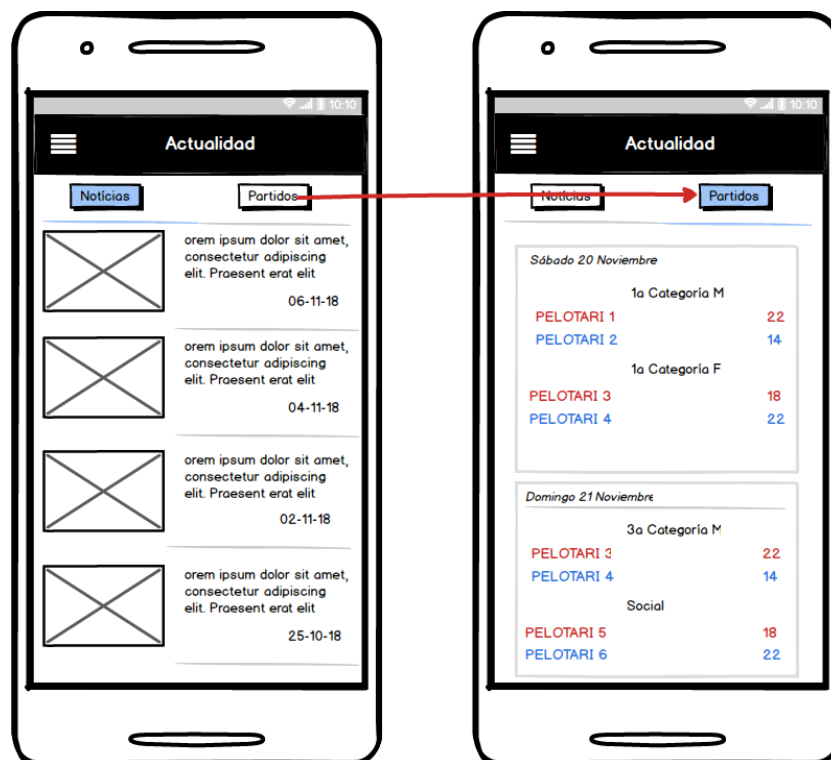 10:10
Actualidad
Notícias
Partidos
orem ipsum dolor sit amet,
consectetur adipiscing
elit. Praesent erat elit
06-11-18
orem ipsum dolor sit amet,
consectetur adipiscing
elit. Praesent erat elit
04-11-18
orem ipsum dolor sit amet,
consectetur adipiscing
elit. Praesent erat elit
02-11-18
orem ipsum dolor sit amet,
consectetur adipiscing
elit. Praesent erat elit
25-10-18
10:10
Actualidad
Notícias
Partidos
Sábado 20 Noviembre
1a Categoría M
PELOTARI 1 22
PELOTARI 2 14
1a Categoría F
PELOTARI 3 18
PELOTARI 4 22
Domingo 21 Noviembre
3a Categoría M
PELOTARI 3 22
PELOTARI 4 14
Social
PELOTARI 5 18
PELOTARI 6 22